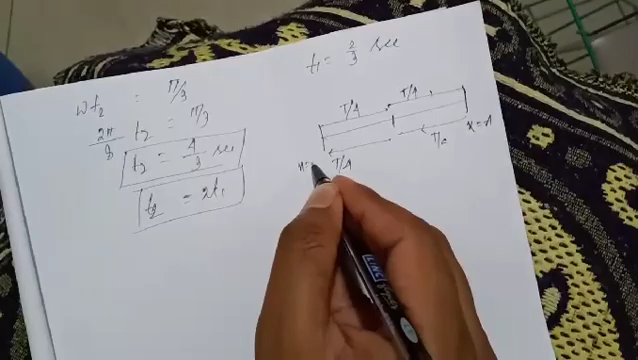 t₁ = 2/3 sec
ωt₂ = π/3
2π/8 t₂ = π/3
t₂ = 4/3 sec
t₂ = 2t₁
T/4 T/4
x=A
T/4
LINC